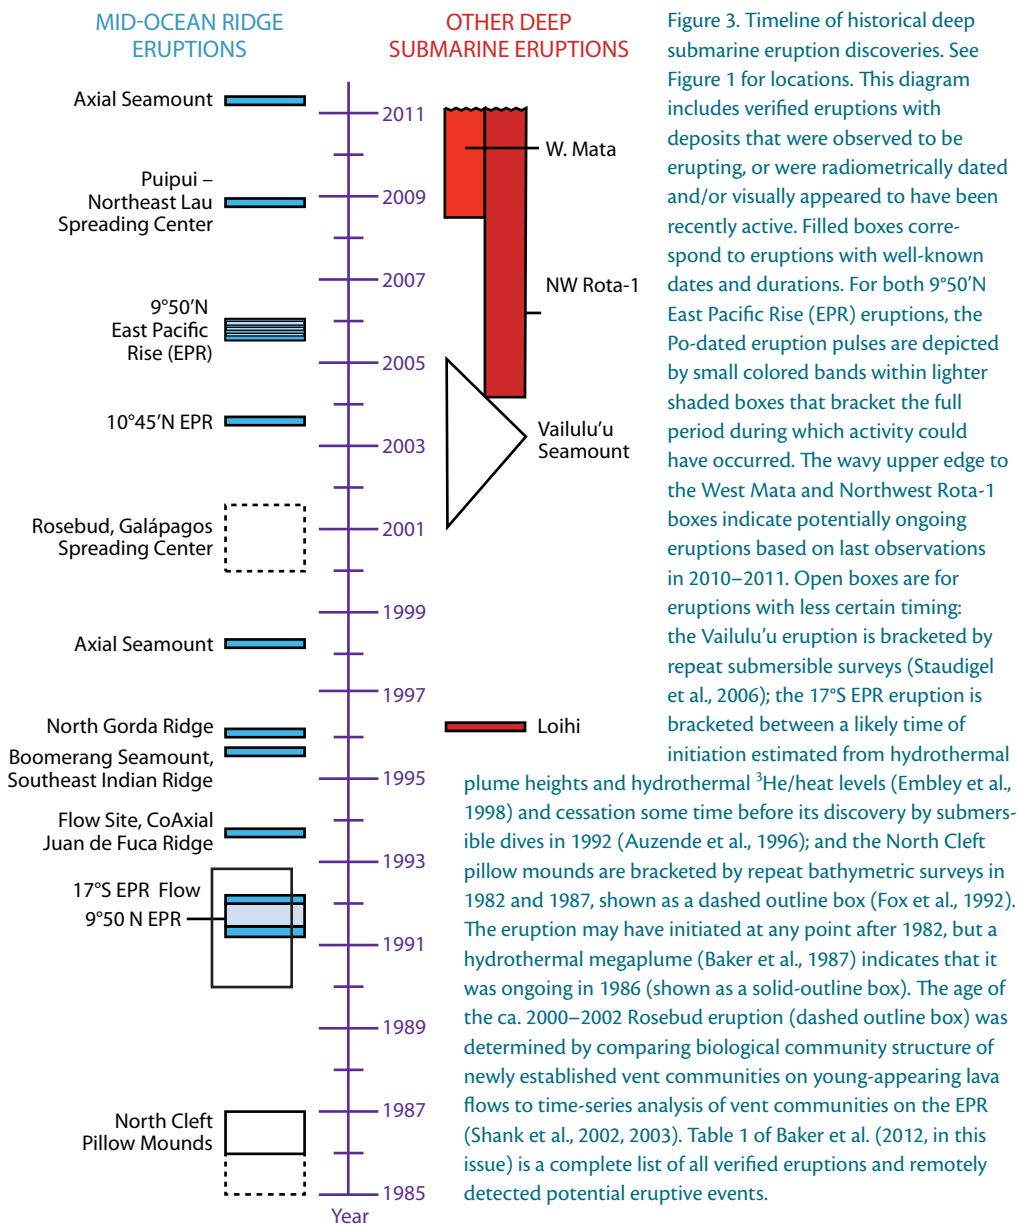 MID-OCEAN RIDGE
ERUPTIONS
OTHER DEEP
SUBMARINE ERUPTIONS
Axial Seamount
Puipui –
Northeast Lau
Spreading Center
9°50′N
East Pacific
Rise (EPR)
10°45′N EPR
Rosebud, Galápagos
Spreading Center
Axial Seamount
North Gorda Ridge
Boomerang Seamount,
Southeast Indian Ridge
Flow Site, CoAxial
Juan de Fuca Ridge
17°S EPR Flow
9°50 N EPR
North Cleft
Pillow Mounds
2011
2009
2007
2005
2003
2001
1999
1997
1995
1993
1991
1989
1987
1985
Year
W. Mata
NW Rota-1
Vailulu’u
Seamount
Loihi
Figure 3. Timeline of historical deep
submarine eruption discoveries. See
Figure 1 for locations. This diagram
includes verified eruptions with
deposits that were observed to be
erupting, or were radiometrically dated
and/or visually appeared to have been
recently active. Filled boxes corre-
spond to eruptions with well-known
dates and durations. For both 9°50′N
East Pacific Rise (EPR) eruptions, the
Po-dated eruption pulses are depicted
by small colored bands within lighter
shaded boxes that bracket the full
period during which activity could
have occurred. The wavy upper edge to
the West Mata and Northwest Rota-1
boxes indicate potentially ongoing
eruptions based on last observations
in 2010–2011. Open boxes are for
eruptions with less certain timing:
the Vailulu’u eruption is bracketed by
repeat submersible surveys (Staudigel
et al., 2006); the 17°S EPR eruption is
bracketed between a likely time of
initiation estimated from hydrothermal
plume heights and hydrothermal ³He/heat levels (Embley et al.,
1998) and cessation some time before its discovery by submers-
ible dives in 1992 (Auzende et al., 1996); and the North Cleft
pillow mounds are bracketed by repeat bathymetric surveys in
1982 and 1987, shown as a dashed outline box (Fox et al., 1992).
The eruption may have initiated at any point after 1982, but a
hydrothermal megaplume (Baker et al., 1987) indicates that it
was ongoing in 1986 (shown as a solid-outline box). The age of
the ca. 2000–2002 Rosebud eruption (dashed outline box) was
determined by comparing biological community structure of
newly established vent communities on young-appearing lava
flows to time-series analysis of vent communities on the EPR
(Shank et al., 2002, 2003). Table 1 of Baker et al. (2012, in this
issue) is a complete list of all verified eruptions and remotely
detected potential eruptive events.